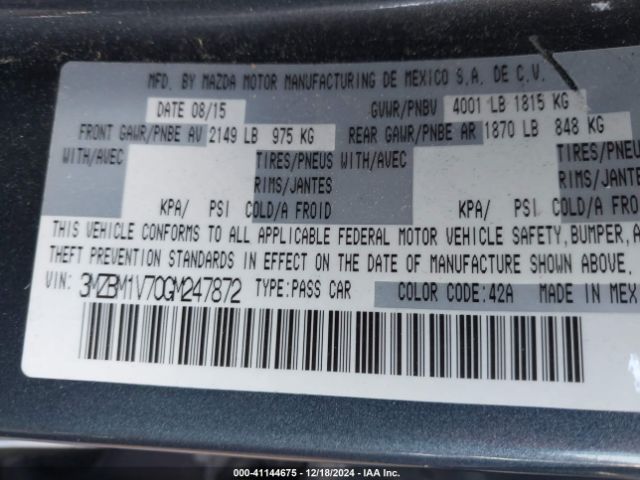 MFD. BY MAZDA MOTOR MANUFACTURING DE MEXICO S.A. DE C.V.
DATE 08/15 GVWR/PNBV 4001 LB 1815 KG
FRONT GAWR/PNBE AV 2149 LB 975 KG REAR GAWR/PNBE AR 1870 LB 848 KG
WITH/AVEC TIRES/PNEUS WITH/AVEC TIRES/PNEUS
RIMS/JANTES RIMS/JANTES
KPA/ PSI COLD/A FROID KPA/ PSI COLD/A FROID
THIS VEHICLE CONFORMS TO ALL APPLICABLE FEDERAL MOTOR VEHICLE SAFETY, BUMPER, A
THEFT PREVENTION STANDARDS IN EFFECT ON THE DATE OF MANUFACTURE SHOWN ABOVE.
VIN: 3MZBM1V70GM247872 TYPE:PASS CAR COLOR CODE:42A MADE IN MEX
000-41144675 - 12/18/2024 - IAA Inc.